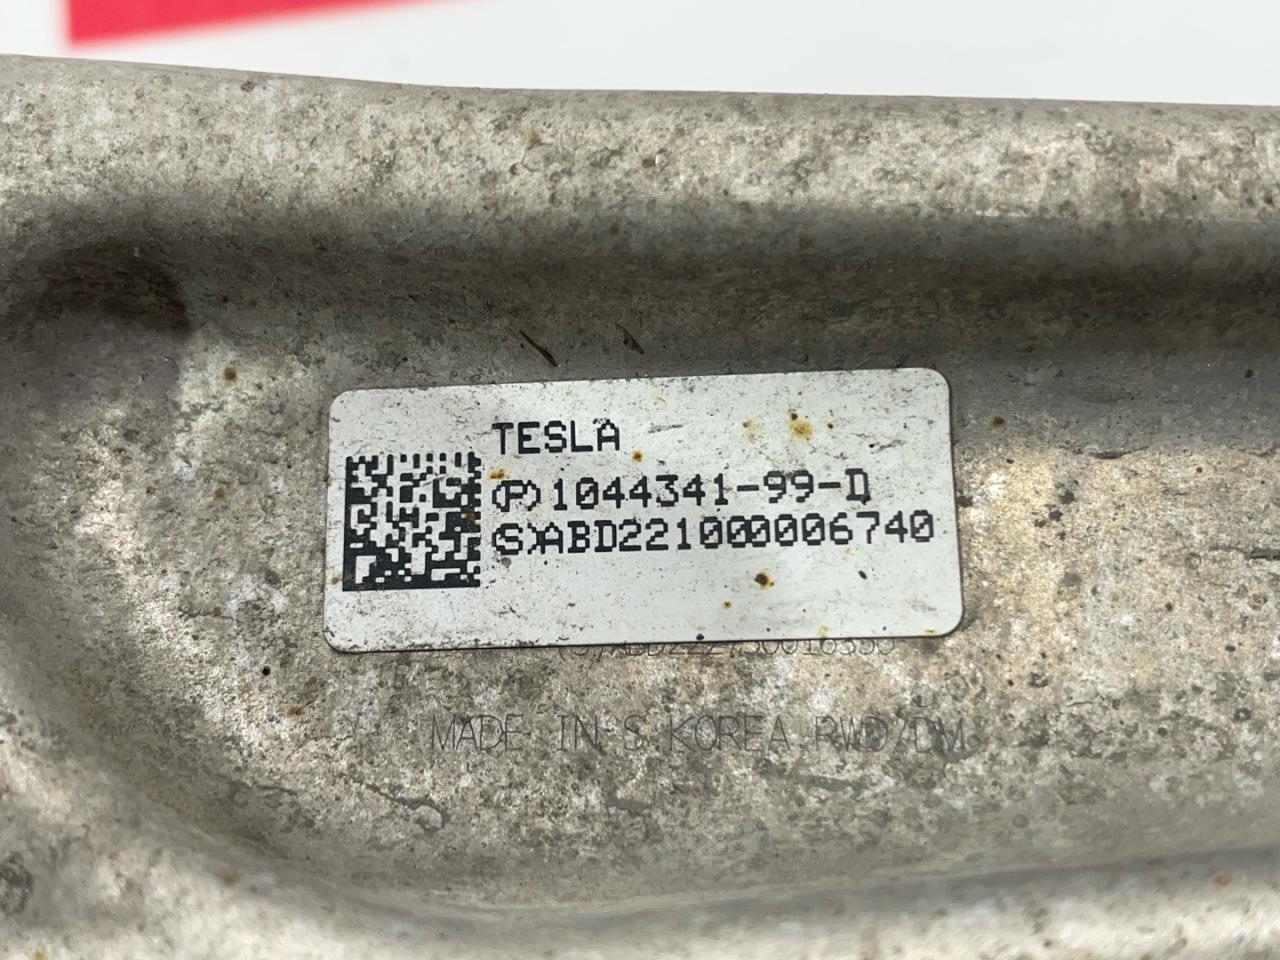 TESLA
(P)1044341-99-D
(S)ABD221000006740
MADE IN S.KOREA RWD/DM